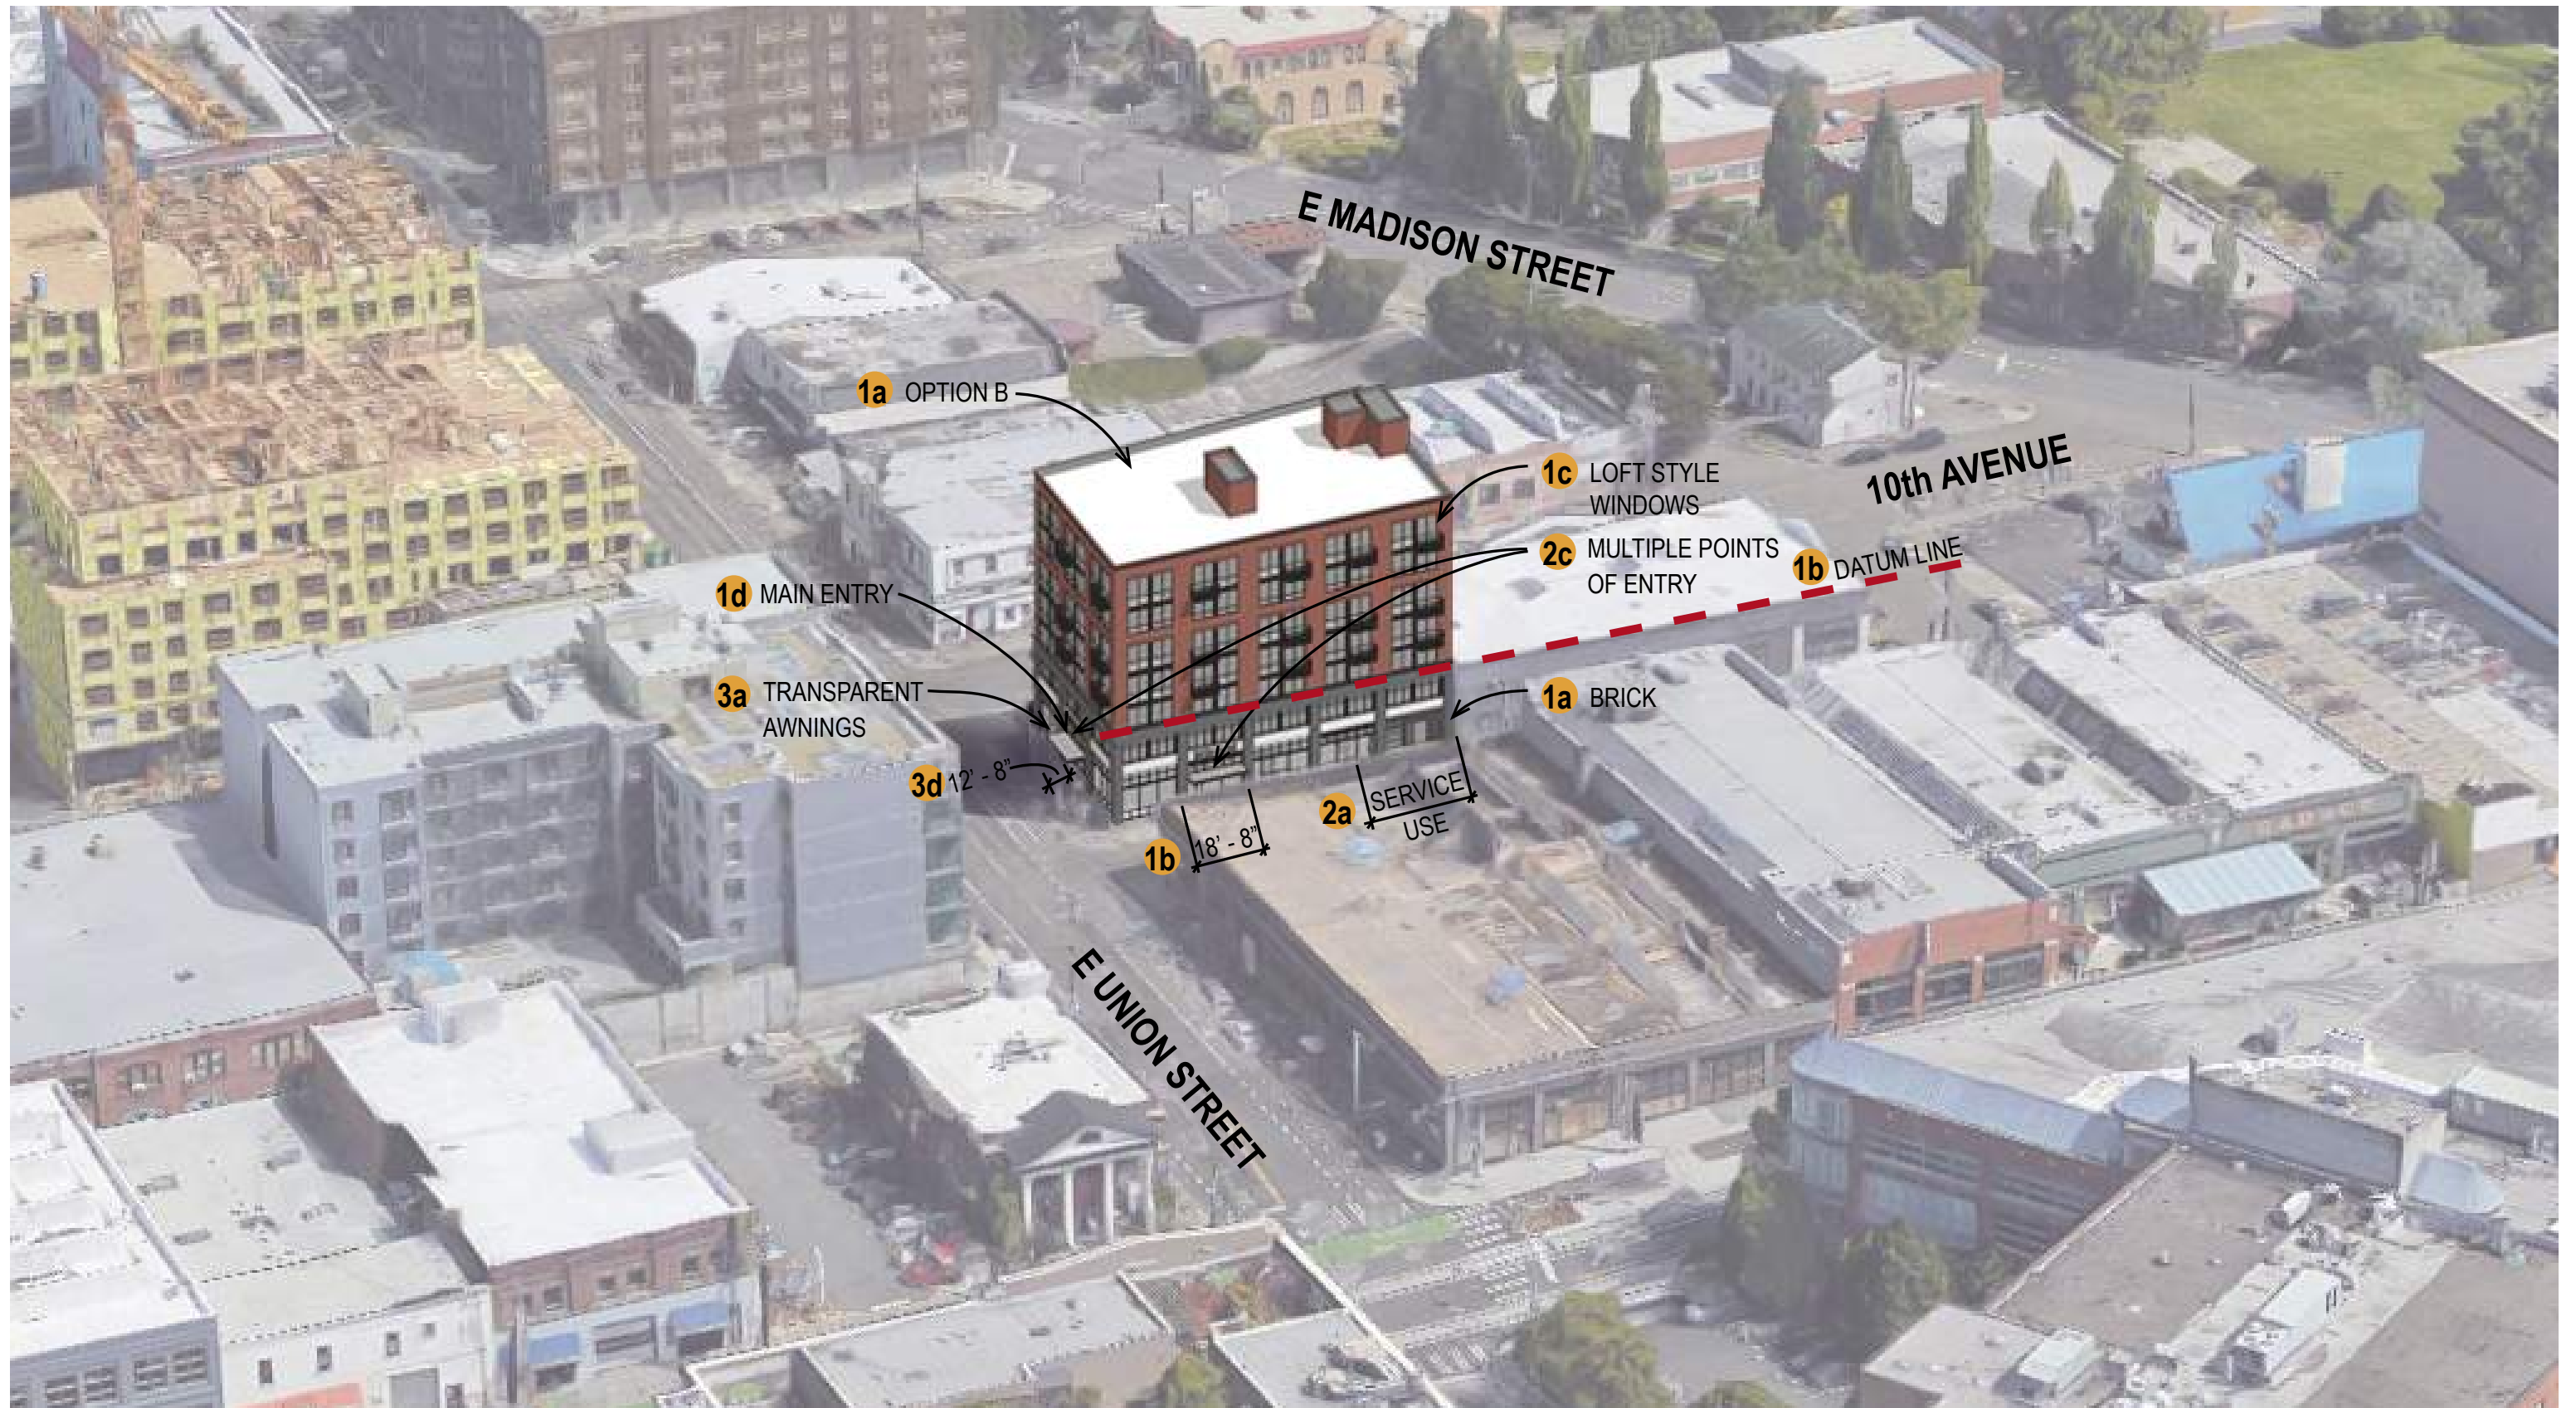 E MADISON STREET
1a OPTION B
10th AVENUE
1c LOFT STYLE
WINDOWS
2c MULTIPLE POINTS
OF ENTRY
1b DATUM LINE
1d MAIN ENTRY
3a TRANSPARENT
AWNINGS
1a BRICK
3d 12' - 8"
2a SERVICE
USE
1b 18' - 8"
E UNION STREET